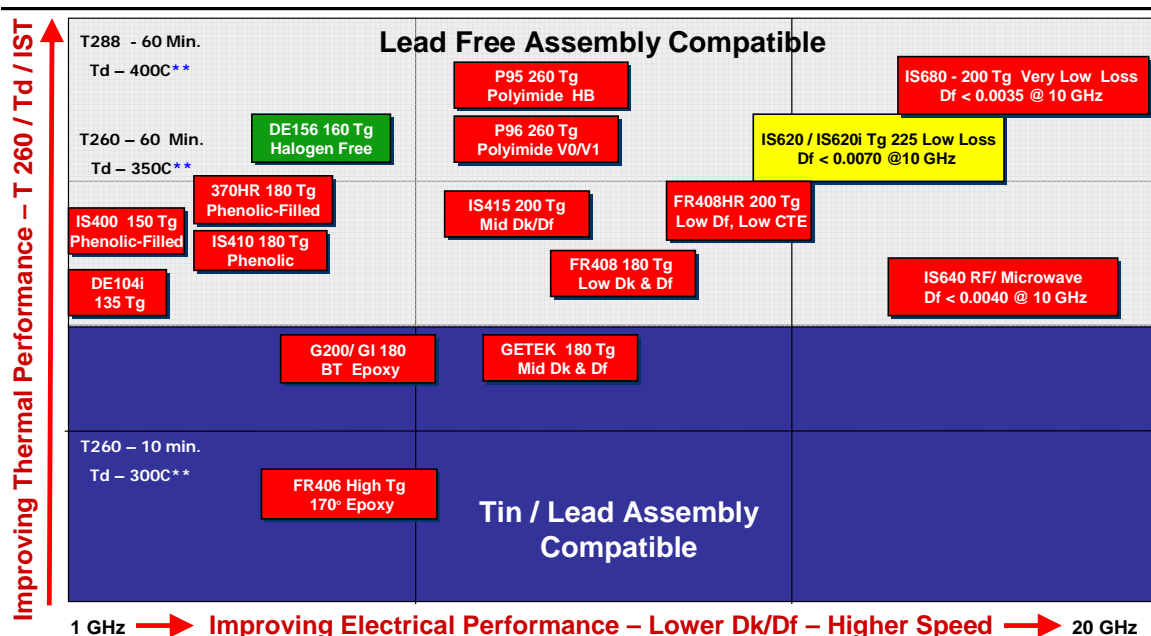 Improving Thermal Performance – T 260 / Td / IST
T288 - 60 Min.
Td – 400C**
Lead Free Assembly Compatible
P95 260 Tg
Polyimide HB
IS680 - 200 Tg Very Low Loss
Df < 0.0035 @ 10 GHz
T260 – 60 Min.
Td – 350C**
DE156 160 Tg
Halogen Free
P96 260 Tg
Polyimide V0/V1
IS620 / IS620i Tg 225 Low Loss
Df < 0.0070 @10 GHz
370HR 180 Tg
Phenolic-Filled
IS400 150 Tg
Phenolic-Filled
IS410 180 Tg
Phenolic
IS415 200 Tg
Mid Dk/Df
FR408HR 200 Tg
Low Df, Low CTE
DE104i
135 Tg
FR408 180 Tg
Low Dk & Df
IS640 RF/ Microwave
Df < 0.0040 @ 10 GHz
G200/ GI 180
BT Epoxy
GETEK 180 Tg
Mid Dk & Df
T260 – 10 min.
Td – 300C**
FR406 High Tg
170° Epoxy
Tin / Lead Assembly
Compatible
1 GHz Improving Electrical Performance – Lower Dk/Df – Higher Speed 20 GHz